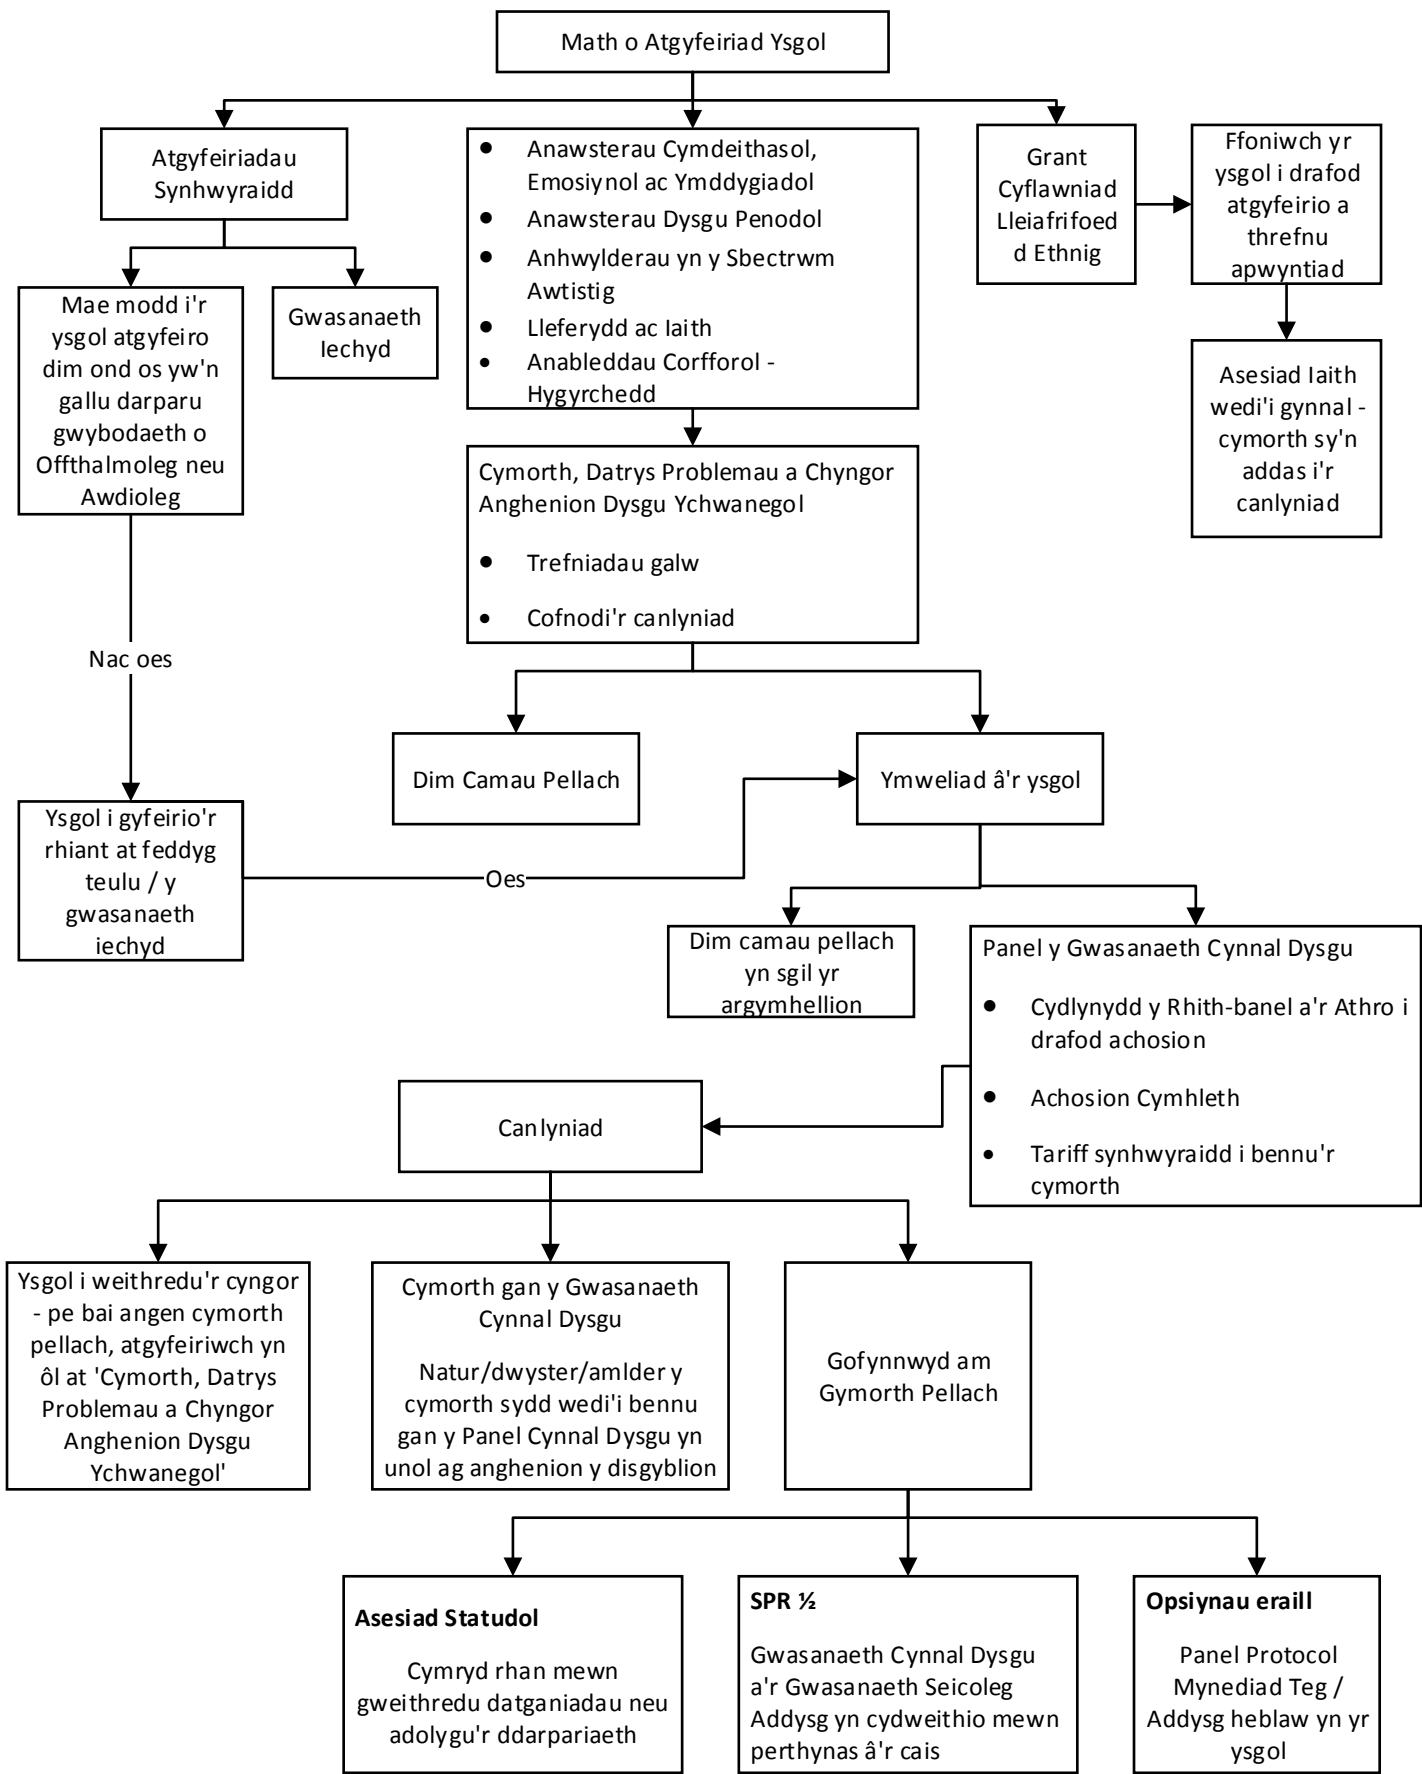 Math o Atgyfeiriad Ysgol
Atgyfeiriadau
Synhwyraidd
● Anawsterau Cymdeithasol,
Emosiynol ac Ymddygiadol
● Anawsterau Dysgu Penodol
● Anhwylderau yn y Sbectrwm
Awtistig
● Lleferydd ac Iaith
● Anableddau Corfforol -
Hygyrchedd
Grant
Cyflawniad
Lleiafrifoed
d Ethnig
Ffoniwch yr
ysgol i drafod
atgyfeirio a
threfnu
apwyntiad
Mae modd i'r
ysgol atgyfeiro
dim ond os yw'n
gallu darparu
gwybodaeth o
Offthalmoleg neu
Awdioleg
Gwasanaeth
Iechyd
Asesiad Iaith
wedi'i gynnal -
cymorth sy'n
addas i'r
canlyniad
Cymorth, Datrys Problemau a Chyngor
Anghenion Dysgu Ychwanegol
● Trefniadau galw
● Cofnodi'r canlyniad
Nac oes
Dim Camau Pellach
Ymweliad â'r ysgol
Ysgol i gyfeirio'r
rhiant at feddyg
teulu / y
gwasanaeth
iechyd
Oes
Dim camau pellach
yn sgil yr
argymhellion
Panel y Gwasanaeth Cynnal Dysgu
● Cydlynydd y Rhith-banel a'r Athro i
drafod achosion
● Achosion Cymhleth
● Tariff synhwyraidd i bennu'r
cymorth
Canlyniad
Ysgol i weithredu'r cyngor
- pe bai angen cymorth
pellach, atgyfeiriwch yn
ôl at 'Cymorth, Datrys
Problemau a Chyngor
Anghenion Dysgu
Ychwanegol'
Cymorth gan y Gwasanaeth
Cynnal Dysgu
Natur/dwyster/amlder y
cymorth sydd wedi'i bennu
gan y Panel Cynnal Dysgu yn
unol ag anghenion y disgyblion
Gofynnwyd am
Gymorth Pellach
Asesiad Statudol
Cymryd rhan mewn
gweithredu datganiadau neu
adolygu'r ddarpariaeth
SPR ½
Gwasanaeth Cynnal Dysgu
a'r Gwasanaeth Seicoleg
Addysg yn cydweithio mewn
perthynas â'r cais
Opsiynau eraill
Panel Protocol
Mynediad Teg /
Addysg heblaw yn yr
ysgol